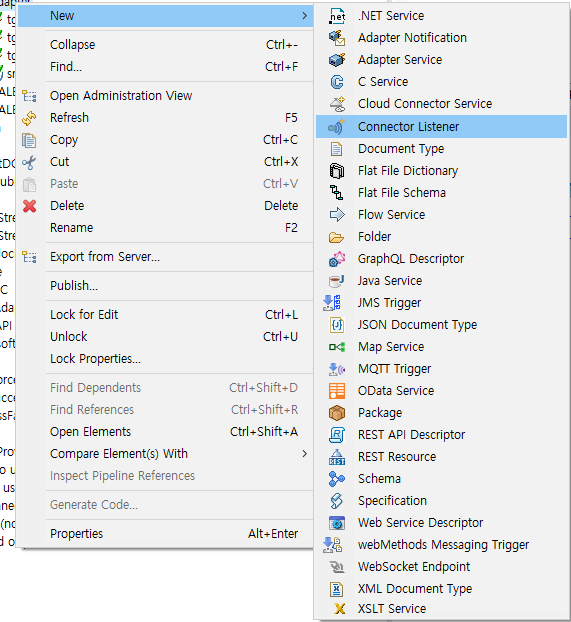 New
Collapse Ctrl+-
Find... Ctrl+F
Open Administration View
Refresh F5
Copy Ctrl+C
Cut Ctrl+X
Paste Ctrl+V
Delete Delete
Rename F2
Export from Server...
Publish...
Lock for Edit Ctrl+L
Unlock Ctrl+U
Lock Properties...
Find Dependents Ctrl+Shift+D
Find References Ctrl+Shift+R
Open Elements Ctrl+Shift+A
Compare Element(s) With
Inspect Pipeline References
Generate Code...
Properties Alt+Enter
.NET Service
Adapter Notification
Adapter Service
C Service
Cloud Connector Service
Connector Listener
Document Type
Flat File Dictionary
Flat File Schema
Flow Service
Folder
GraphQL Descriptor
Java Service
JMS Trigger
JSON Document Type
Map Service
MQTT Trigger
OData Service
Package
REST API Descriptor
REST Resource
Schema
Specification
Web Service Descriptor
webMethods Messaging Trigger
WebSocket Endpoint
XML Document Type
XSLT Service